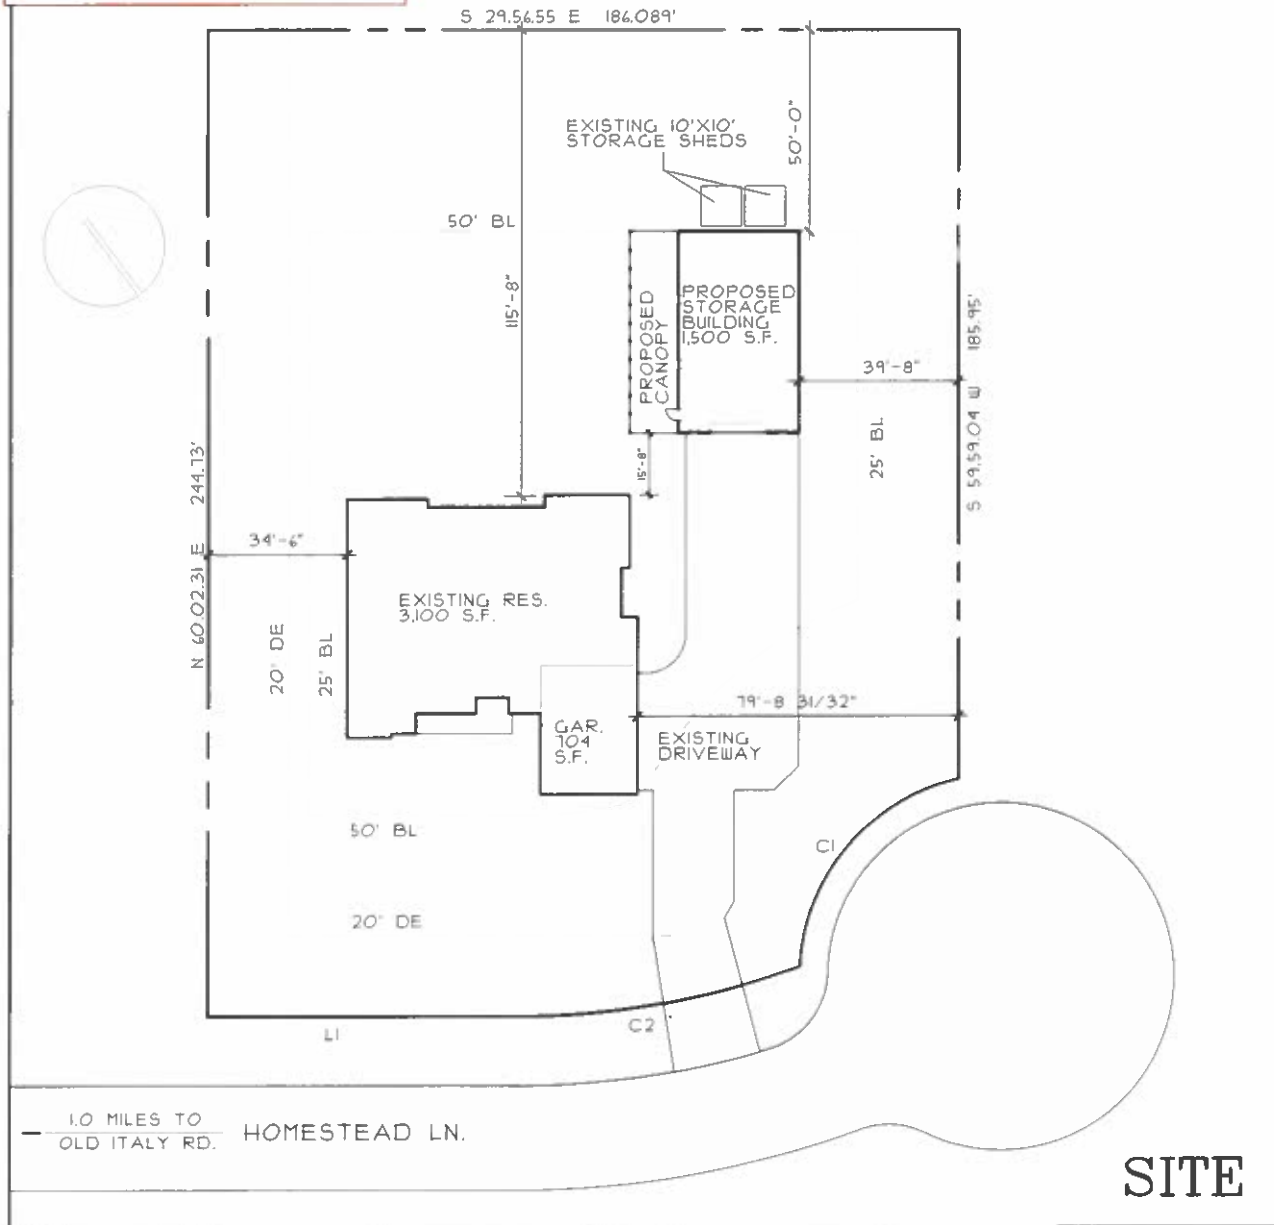 S 29.56.55 E 186.089'
EXISTING 10'X10'
STORAGE SHEDS
50'-0"
50' BL
115'-8"
PROPOSED
STORAGE
BUILDING
1,500 S.F.
PROPOSED
CANOPY
39'-8"
S 59.59.04 W 185.95'
25' BL
15'-8"
N 60.02.31 E 244.73'
34'-6"
EXISTING RES.
3,100 S.F.
20' DE
25' BL
79'-8 31/32"
GAR.
704
S.F.
EXISTING
DRIVEWAY
50' BL
C1
20' DE
L1
C2
1.0 MILES TO
OLD ITALY RD.
HOMESTEAD LN.
SITE